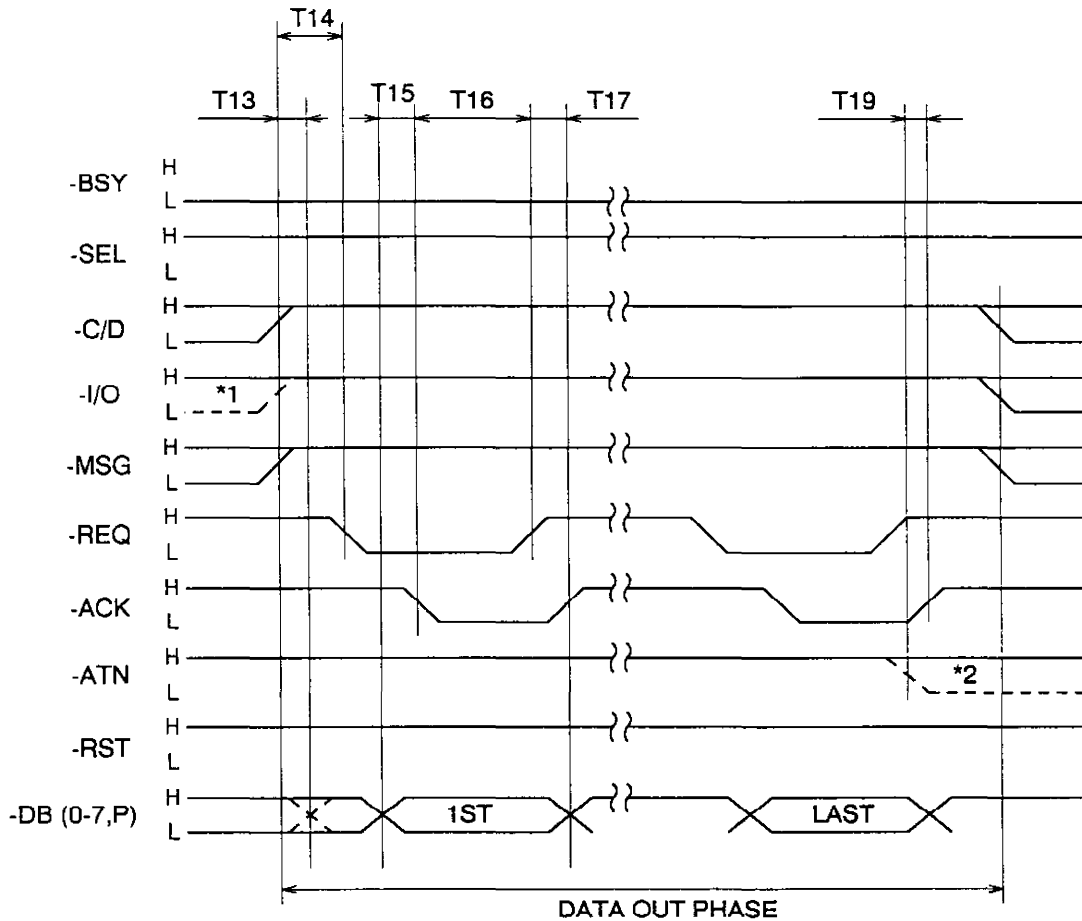 T14
T13 T15 T16 T17 T19
-BSY H
L
-SEL H
L
-C/D H
L
-I/O H *1
L
-MSG H
L
-REQ H
L
-ACK H
L
-ATN H
L *2
-RST H
L
-DB (0-7,P) H 1ST LAST
L
DATA OUT PHASE